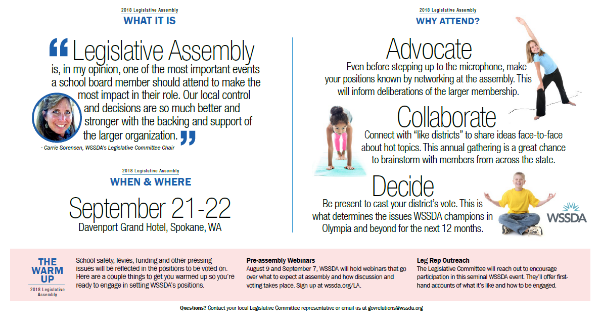 2018 Legislative Assembly
WHAT IT IS
“ Legislative Assembly
is, in my opinion, one of the most important events
a school board member should attend to make the
most impact in their role. Our local control
and decisions are so much better and
stronger with the backing and support of
the larger organization. ”
- Carrie Sorensen, WSSDA's Legislative Committee Chair
2018 Legislative Assembly
WHEN & WHERE
September 21-22
Davenport Grand Hotel, Spokane, WA
2018 Legislative Assembly
WHY ATTEND?
Advocate
Even before stepping up to the microphone, make
your positions known by networking at the assembly. This
will inform deliberations of the larger membership.
Collaborate
Connect with “like districts” to share ideas face-to-face
about hot topics. This annual gathering is a great chance
to brainstorm with members from across the state.
Decide
Be present to cast your district's vote. This is
what determines the issues WSSDA champions in
Olympia and beyond for the next 12 months.
WSSDA
THE
WARM
UP
2018 Legislative
Assembly
School safety, levies, funding and other pressing
issues will be reflected in the positions to be voted on.
Here are a couple things to get you warmed up so you're
ready to engage in setting WSSDA's positions.
Pre-assembly Webinars
August 9 and September 7, WSSDA will hold webinars that go
over what to expect at assembly and how discussion and
voting takes place. Sign up at wssda.org/LA.
Leg Rep Outreach
The Legislative Committee will reach out to encourage
participation in this seminal WSSDA event. They'll offer first-
hand accounts of what it's like and how to be engaged.
Questions? Contact your local Legislative Committee representative or email us at govrelations@wssda.org